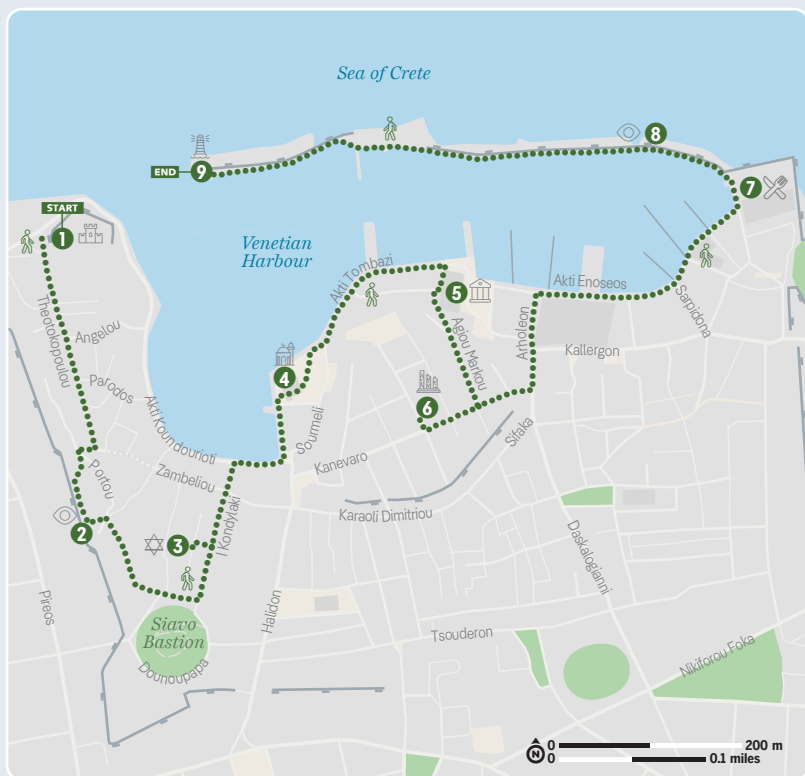 Sea of Crete
8
END
9
7
START
1
Venetian
Harbour
Akti Tombazi
5
Akti Enoseos
Sarpidona
Theotokopoulou
Angelou
Agiou Markou
Arholeon
Kallergon
Parodos
4
Akti Koundourioti
6
Sourmeli
Sifaka
Kanevaro
Portou
Zambeliou
I Kondylaki
Karaoli Dimitriou
2
3
Daskalogianni
Pireos
Halidon
Siavo
Bastion
Tsouderon
Dounoupapa
Nikiforou Foka
N
0 200 m
0 0.1 miles